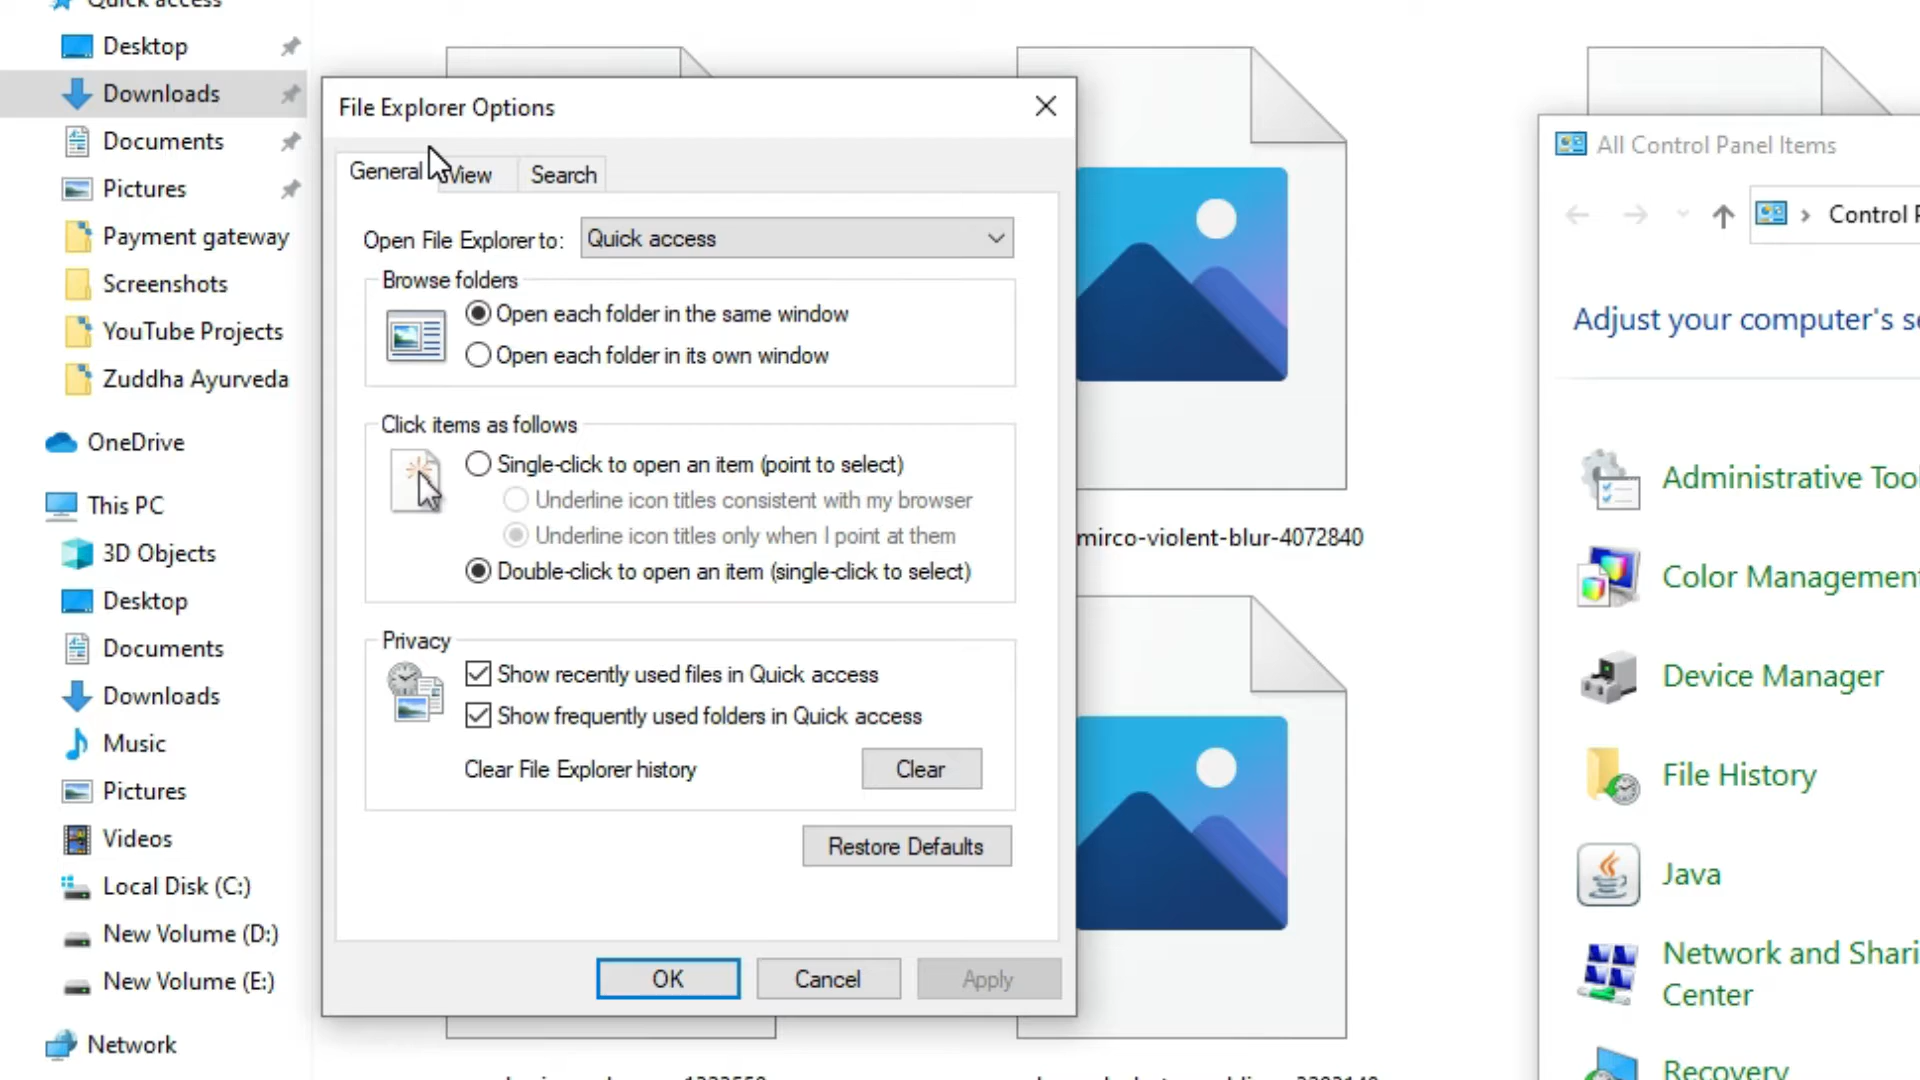 Quick access
Desktop
Downloads
Documents
Pictures
Payment gateway
Screenshots
YouTube Projects
Zuddha Ayurveda
OneDrive
This PC
3D Objects
Desktop
Documents
Downloads
Music
Pictures
Videos
Local Disk (C:)
New Volume (D:)
New Volume (E:)
Network
File Explorer Options
General
View
Search
Open File Explorer to:
Quick access
Browse folders
Open each folder in the same window
Open each folder in its own window
Click items as follows
Single-click to open an item (point to select)
Underline icon titles consistent with my browser
Underline icon titles only when I point at them
Double-click to open an item (single-click to select)
Privacy
Show recently used files in Quick access
Show frequently used folders in Quick access
Clear File Explorer history
Clear
Restore Defaults
OK
Cancel
Apply
mirco-violent-blur-4072840
All Control Panel Items
Control P
Adjust your computer's s
Administrative Too
Color Management
Device Manager
File History
Java
Network and Shari
Center
Recovery